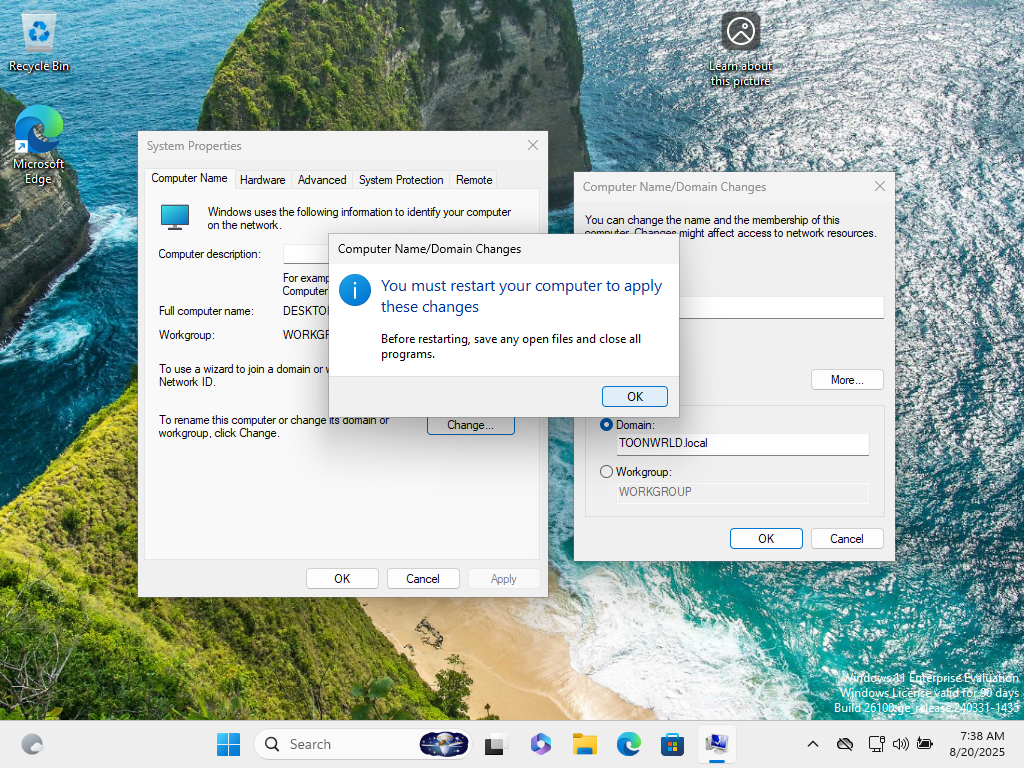 Recycle Bin
Learn about
this picture
Microsoft
Edge
System Properties
Computer Name
Hardware
Advanced
System Protection
Remote
Windows uses the following information to identify your computer
on the network.
Computer description:
For examp
Computer
Full computer name:
DESKTO
Workgroup:
WORKGR
To use a wizard to join a domain or w
Network ID.
To rename this computer or change its domain or
workgroup, click Change.
Change...
OK
Cancel
Apply
Computer Name/Domain Changes
You must restart your computer to apply
these changes
Before restarting, save any open files and close all
programs.
OK
Computer Name/Domain Changes
You can change the name and the membership of this
computer. Changes might affect access to network resources.
More...
Domain:
TOONWRLD.local
Workgroup:
WORKGROUP
OK
Cancel
Windows 11 Enterprise Evaluation
Windows License valid for 90 days
Build 26100.ge_release.240331-1435
Search
7:38 AM
8/20/2025